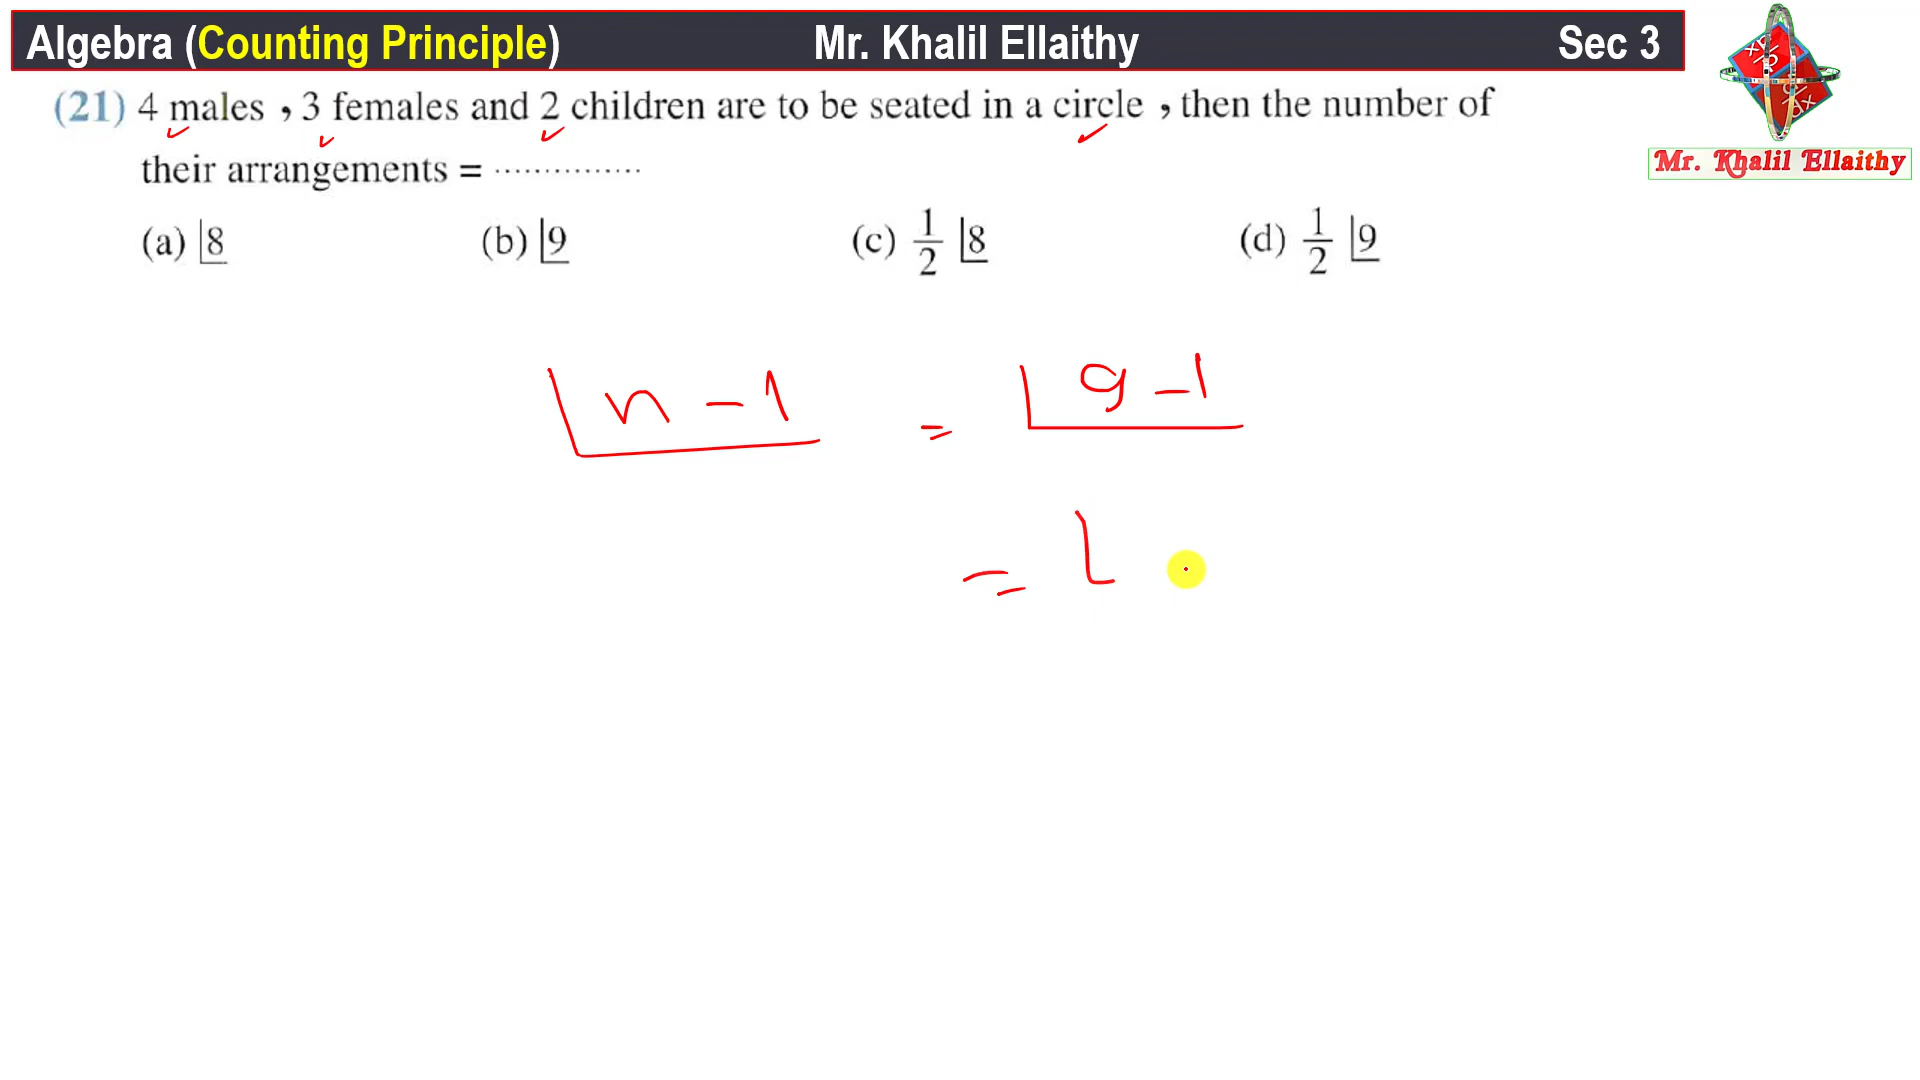 Algebra (Counting Principle) Mr. Khalil Ellaithy Sec 3
Mr. Khalil Ellaithy
(21) 4 males , 3 females and 2 children are to be seated in a circle , then the number of
their arrangements = ...............
(a) |8 (b) |9 (c) 1/2 |8 (d) 1/2 |9
|n - 1 = |9 - 1
= |